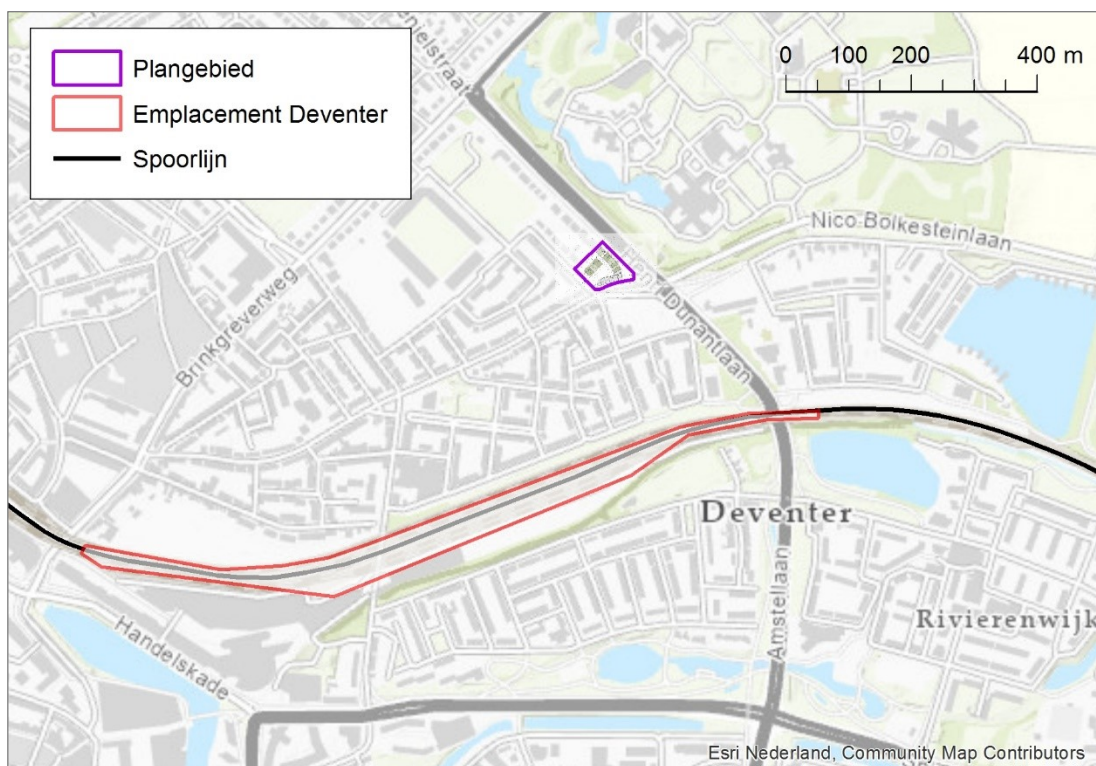 Plangebied
Emplacement Deventer
Spoorlijn
0 100 200 400 m
Nico Bolkesteinlaan
Brinkgreverweg
Dunantlaan
Deventer
Amstellaan
Rivierenwijk
Handelskade
Esri Nederland, Community Map Contributors